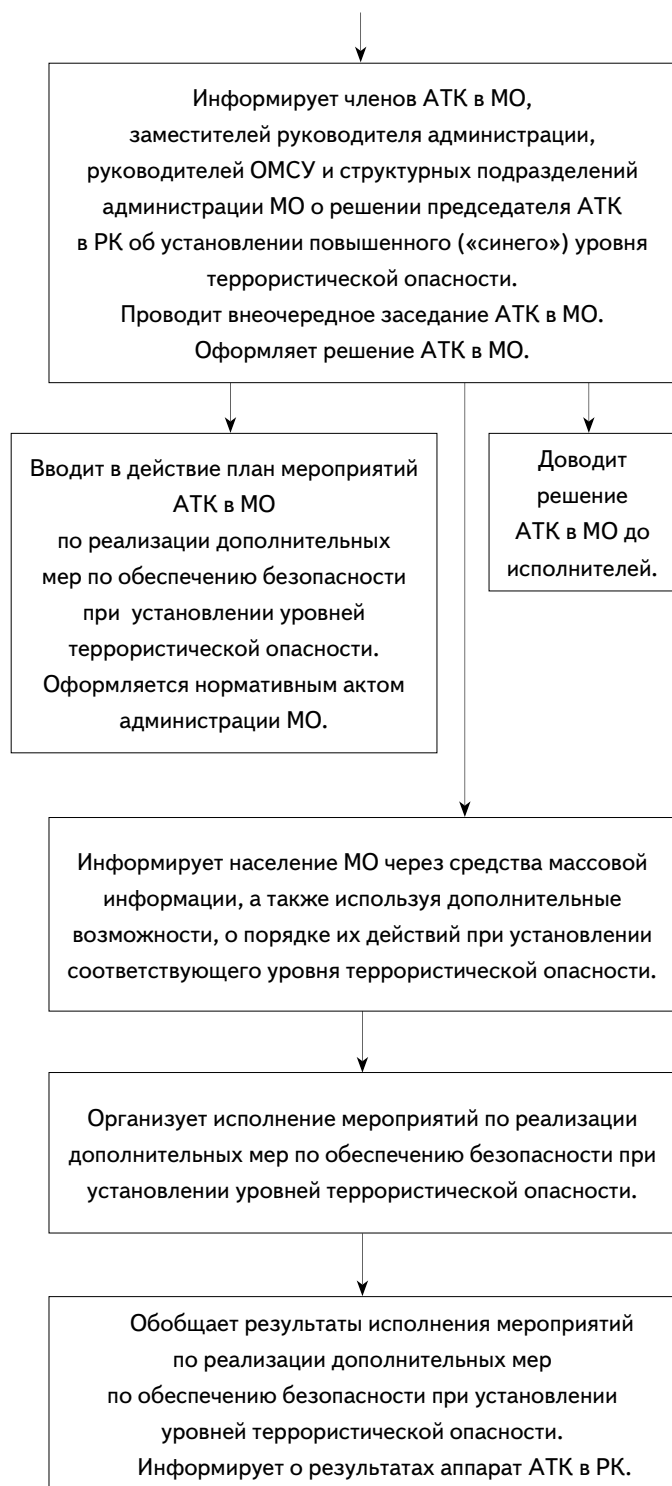 Информирует членов АТК в МО,
заместителей руководителя администрации,
руководителей ОМСУ и структурных подразделений
администрации МО о решении председателя АТК
в РК об установлении повышенного («синего») уровня
террористической опасности.
Проводит внеочередное заседание АТК в МО.
Оформляет решение АТК в МО.
Вводит в действие план мероприятий
АТК в МО
по реализации дополнительных
мер по обеспечению безопасности
при установлении уровней
террористической опасности.
Оформляется нормативным актом
администрации МО.
Доводит
решение
АТК в МО до
исполнителей.
Информирует население МО через средства массовой
информации, а также используя дополнительные
возможности, о порядке их действий при установлении
соответствующего уровня террористической опасности.
Организует исполнение мероприятий по реализации
дополнительных мер по обеспечению безопасности при
установлении уровней террористической опасности.
Обобщает результаты исполнения мероприятий
по реализации дополнительных мер
по обеспечению безопасности при установлении
уровней террористической опасности.
Информирует о результатах аппарат АТК в РК.